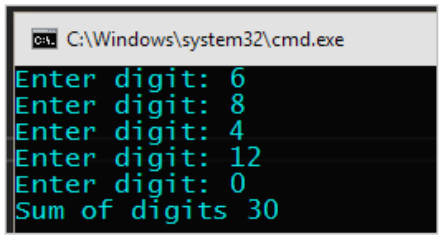 C:\Windows\system32\cmd.exe
Enter digit: 6
Enter digit: 8
Enter digit: 4
Enter digit: 12
Enter digit: 0
Sum of digits 30